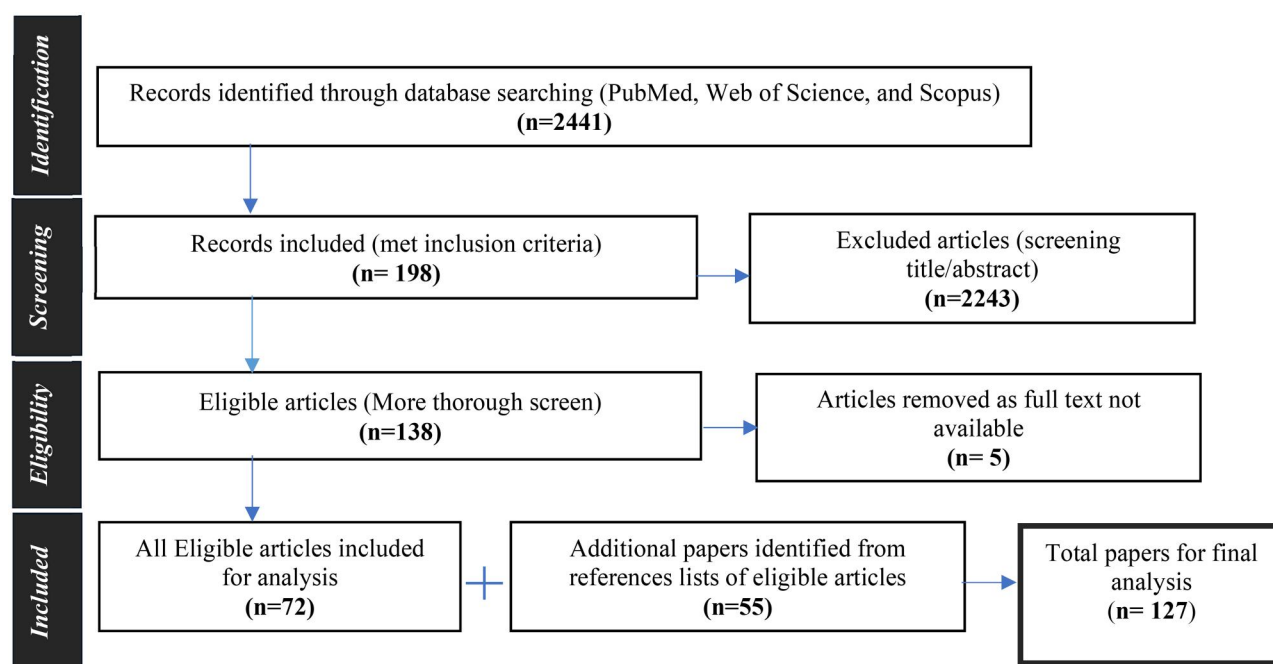 Identification
Records identified through database searching (PubMed, Web of Science, and Scopus)
(n=2441)
Screening
Records included (met inclusion criteria)
(n= 198)
Excluded articles (screening
title/abstract)
(n=2243)
Eligibility
Eligible articles (More thorough screen)
(n=138)
Articles removed as full text not
available
(n= 5)
Included
All Eligible articles included
for analysis
(n=72)
+
Additional papers identified from
references lists of eligible articles
(n=55)
Total papers for final
analysis
(n= 127)